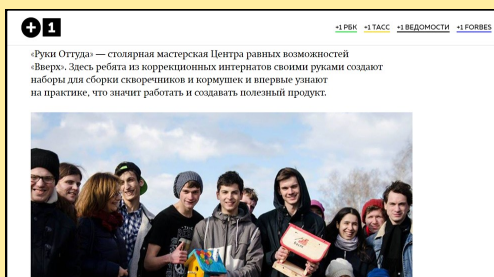 +1
+1 РБК +1 ТАСС +1 ВЕДОМОСТИ +1 FORBES
«Руки Оттуда» — столярная мастерская Центра равных возможностей
«Вверх». Здесь ребята из коррекционных интернатов своими руками создают
наборы для сборки скворечников и кормушек и впервые узнают
на практике, что значит работать и создавать полезный продукт.